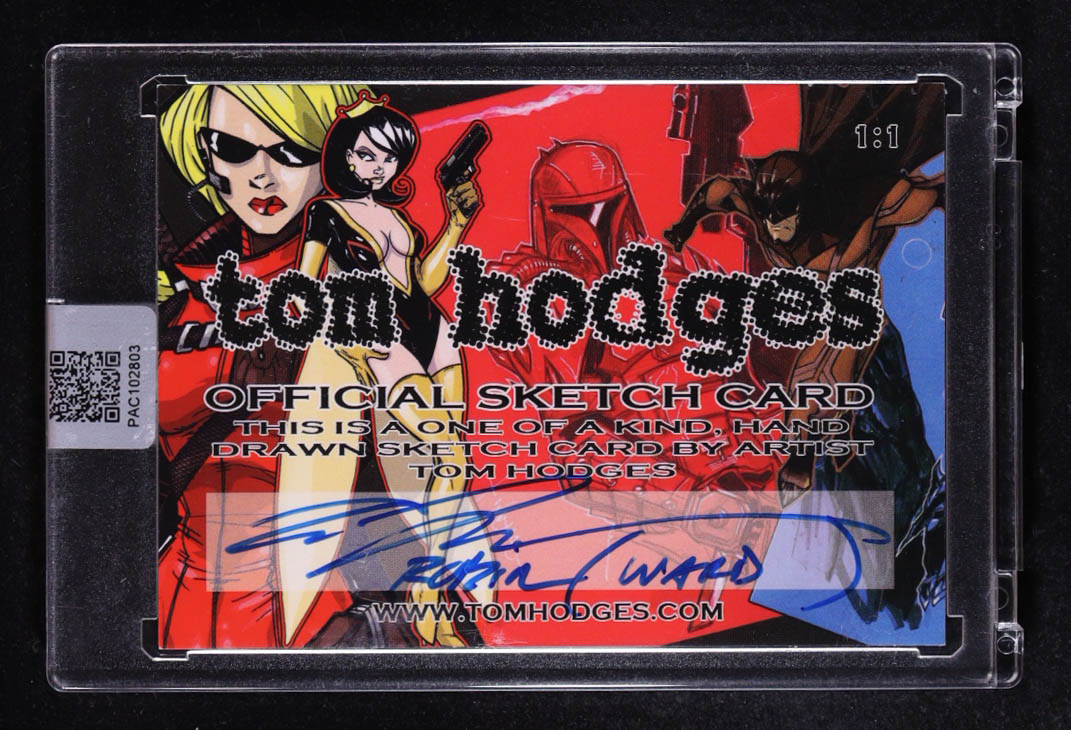 1:1
tom hodges
OFFICIAL SKETCH CARD
THIS IS A ONE OF A KIND, HAND
DRAWN SKETCH CARD BY ARTIST
TOM HODGES
ROBIN (WARD)
WWW.TOMHODGES.COM
PAC102803